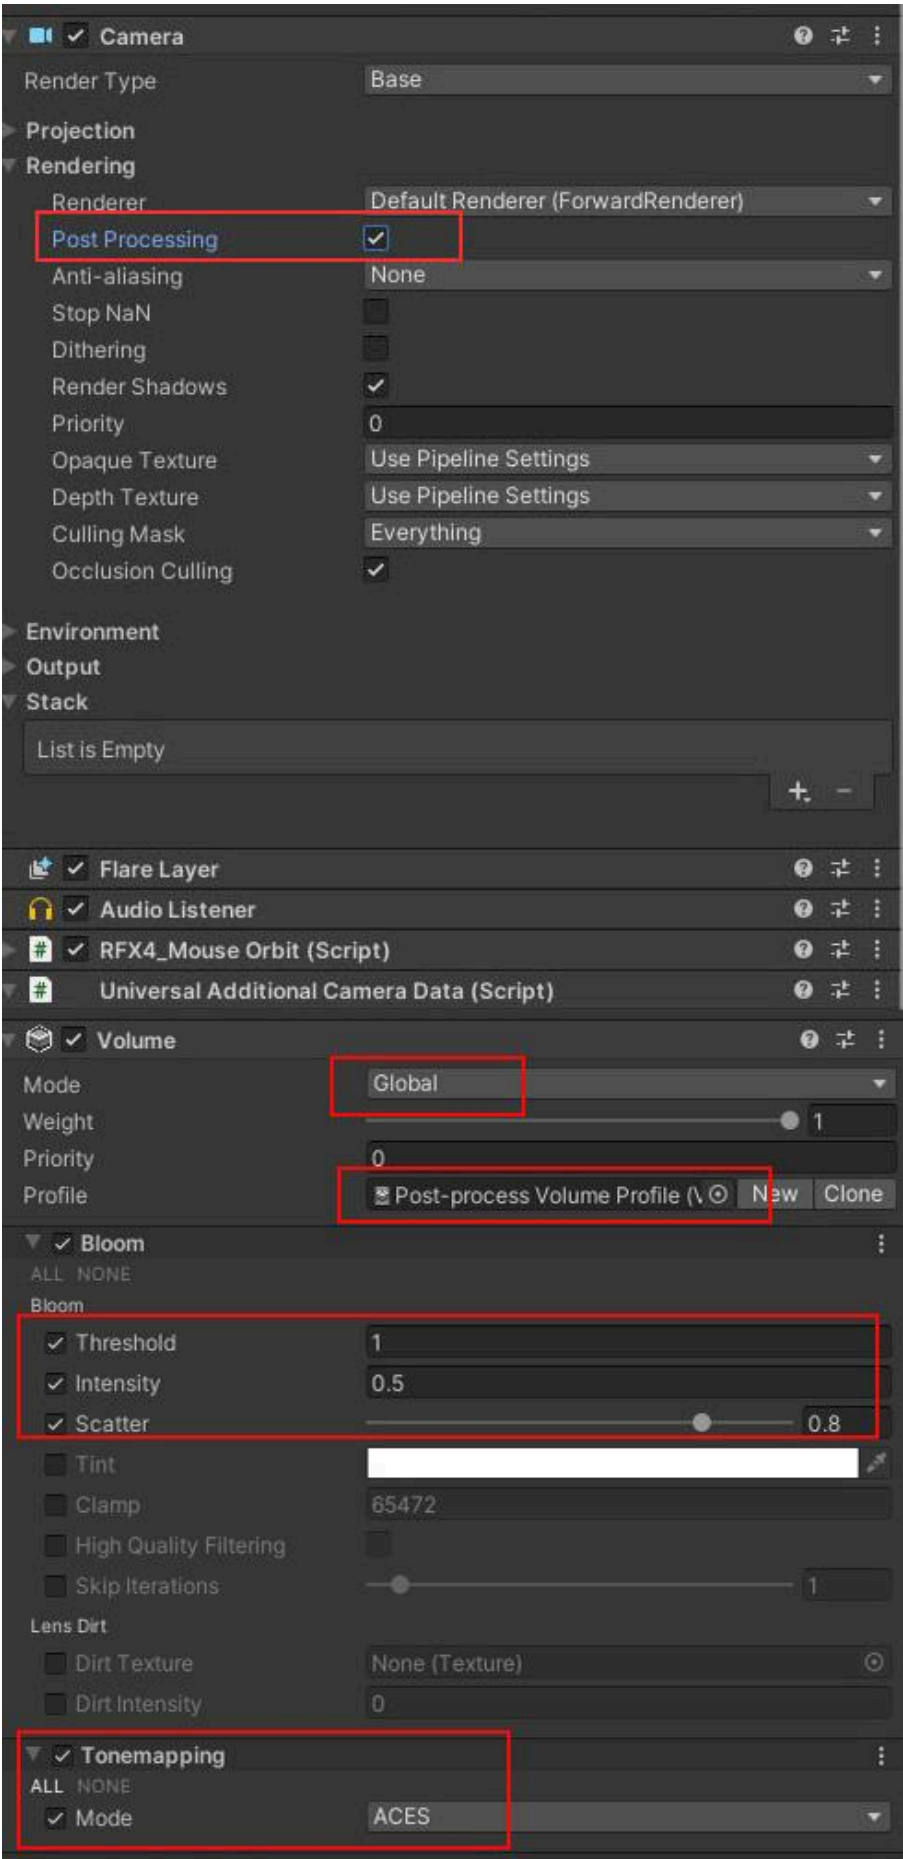 Camera
Render Type Base
Projection
Rendering
Renderer Default Renderer (ForwardRenderer)
Post Processing
Anti-aliasing None
Stop NaN
Dithering
Render Shadows
Priority 0
Opaque Texture Use Pipeline Settings
Depth Texture Use Pipeline Settings
Culling Mask Everything
Occlusion Culling
Environment
Output
Stack
List is Empty
Flare Layer
Audio Listener
# RFX4_Mouse Orbit (Script)
# Universal Additional Camera Data (Script)
Volume
Mode Global
Weight 1
Priority 0
Profile Post-process Volume Profile (V New Clone
Bloom
ALL NONE
Bloom
Threshold 1
Intensity 0.5
Scatter 0.8
Tint
Clamp 65472
High Quality Filtering
Skip Iterations 1
Lens Dirt
Dirt Texture None (Texture)
Dirt Intensity 0
Tonemapping
ALL NONE
Mode ACES